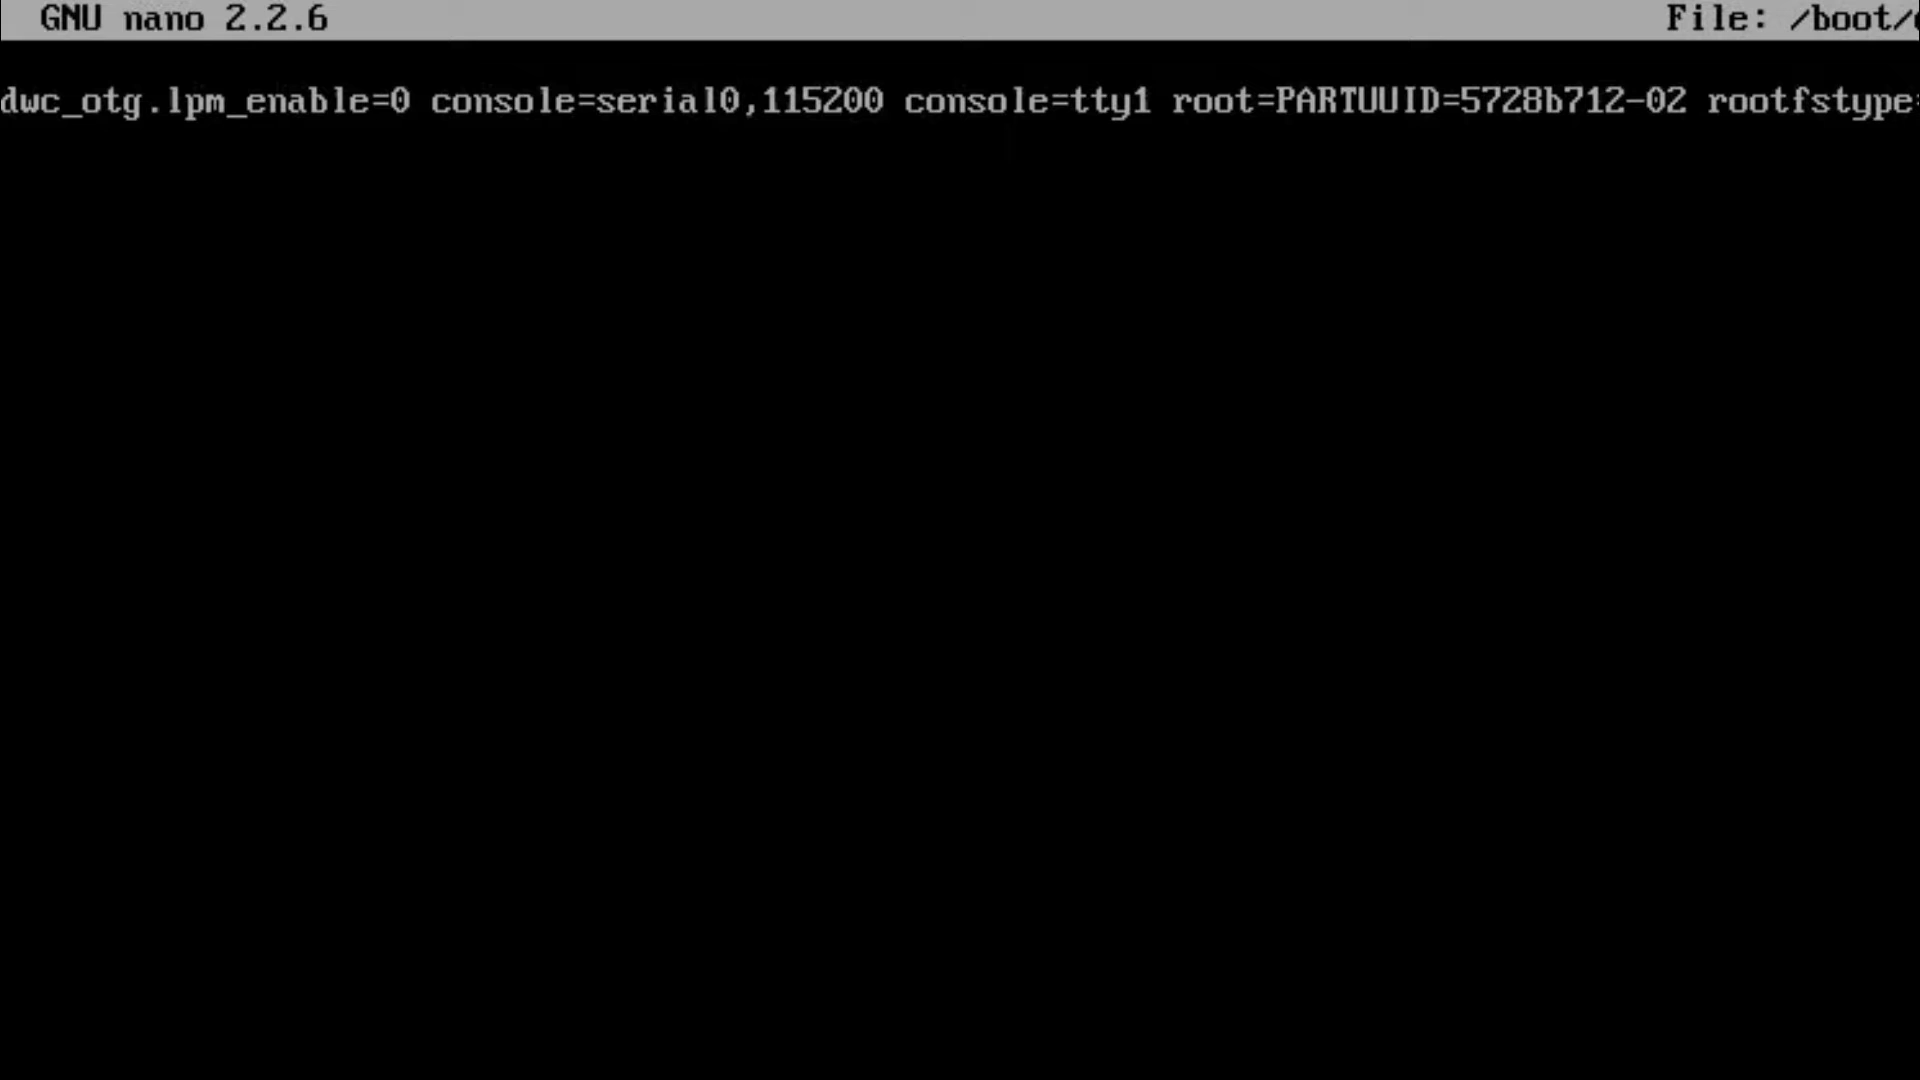 GNU nano 2.2.6 File: /boot/
dwc_otg.lpm_enable=0 console=serial0,115200 console=tty1 root=PARTUUID=5728b712-02 rootfstype=